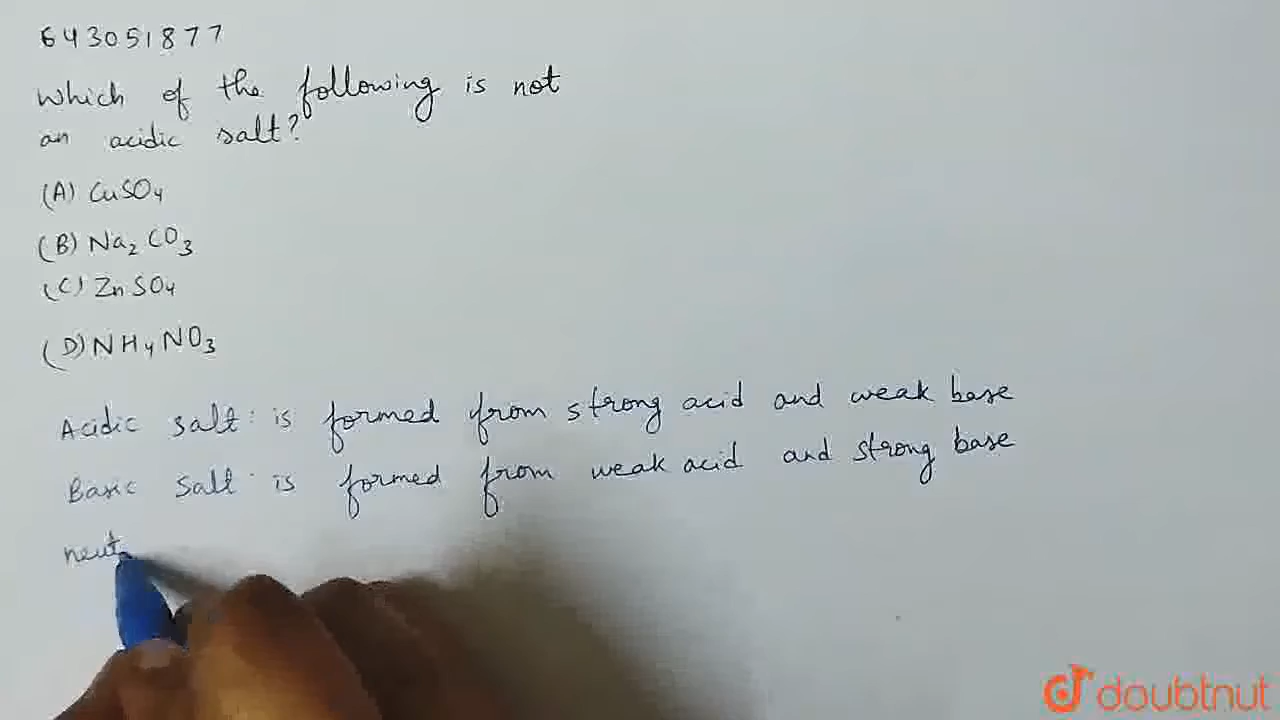 643051877
Which of the following is not
an acidic salt?
(A) CuSO4
(B) Na2CO3
(C) ZnSO4
(D) NH4NO3
Acidic salt: is formed from strong acid and weak base
Basic salt: is formed from weak acid and strong base
neut
doubtnut